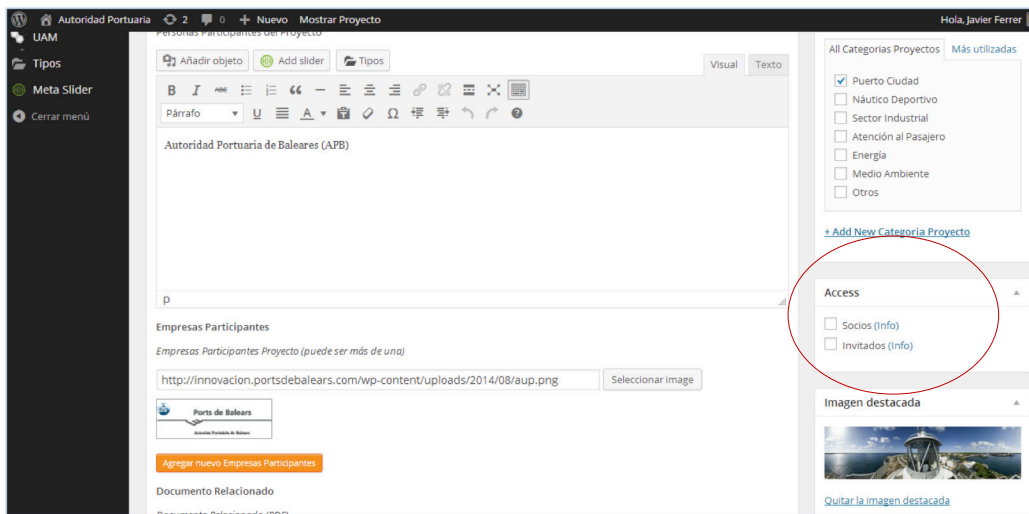 Autoridad Portuaria 2 0 + Nuevo Mostrar Proyecto Hola, Javier Ferrer
UAM
Tipos
Meta Slider
Cerrar menú
Personas Participantes del Proyecto
Añadir objeto Add slider Tipos
Visual Texto
B I ABC
Párrafo U A Ω
Autoridad Portuaria de Baleares (APB)
p
Empresas Participantes
Empresas Participantes Proyecto (puede ser más de una)
http://innovacion.portsdebalears.com/wp-content/uploads/2014/08/aup.png Seleccionar image
Ports de Balears
Autoritat Portuària de Balears
Agregar nuevo Empresas Participantes
Documento Relacionado
Documento Relacionado (PDF)
All Categorias Proyectos Más utilizadas
Puerto Ciudad
Náutico Deportivo
Sector Industrial
Atención al Pasajero
Energía
Medio Ambiente
Otros
+ Add New Categoria Proyecto
Access
Socios (Info)
Invitados (Info)
Imagen destacada
Quitar la imagen destacada